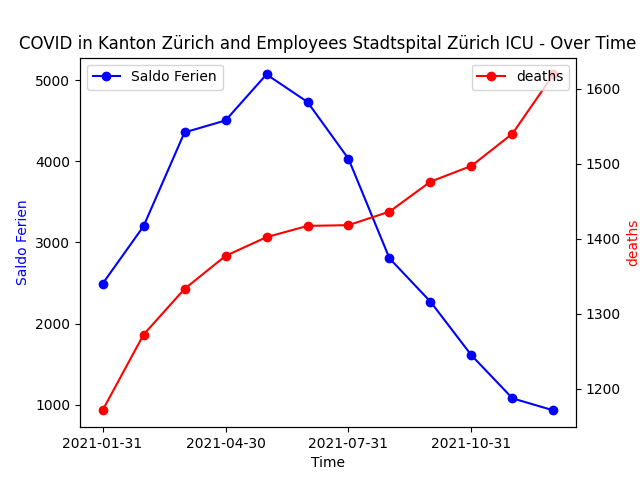 COVID in Kanton Zürich and Employees Stadtspital Zürich ICU - Over Time
Saldo Ferien
deaths
5000
4000
3000
2000
1000
Saldo Ferien
1600
1500
1400
1300
1200
deaths
2021-01-31
2021-04-30
2021-07-31
2021-10-31
Time